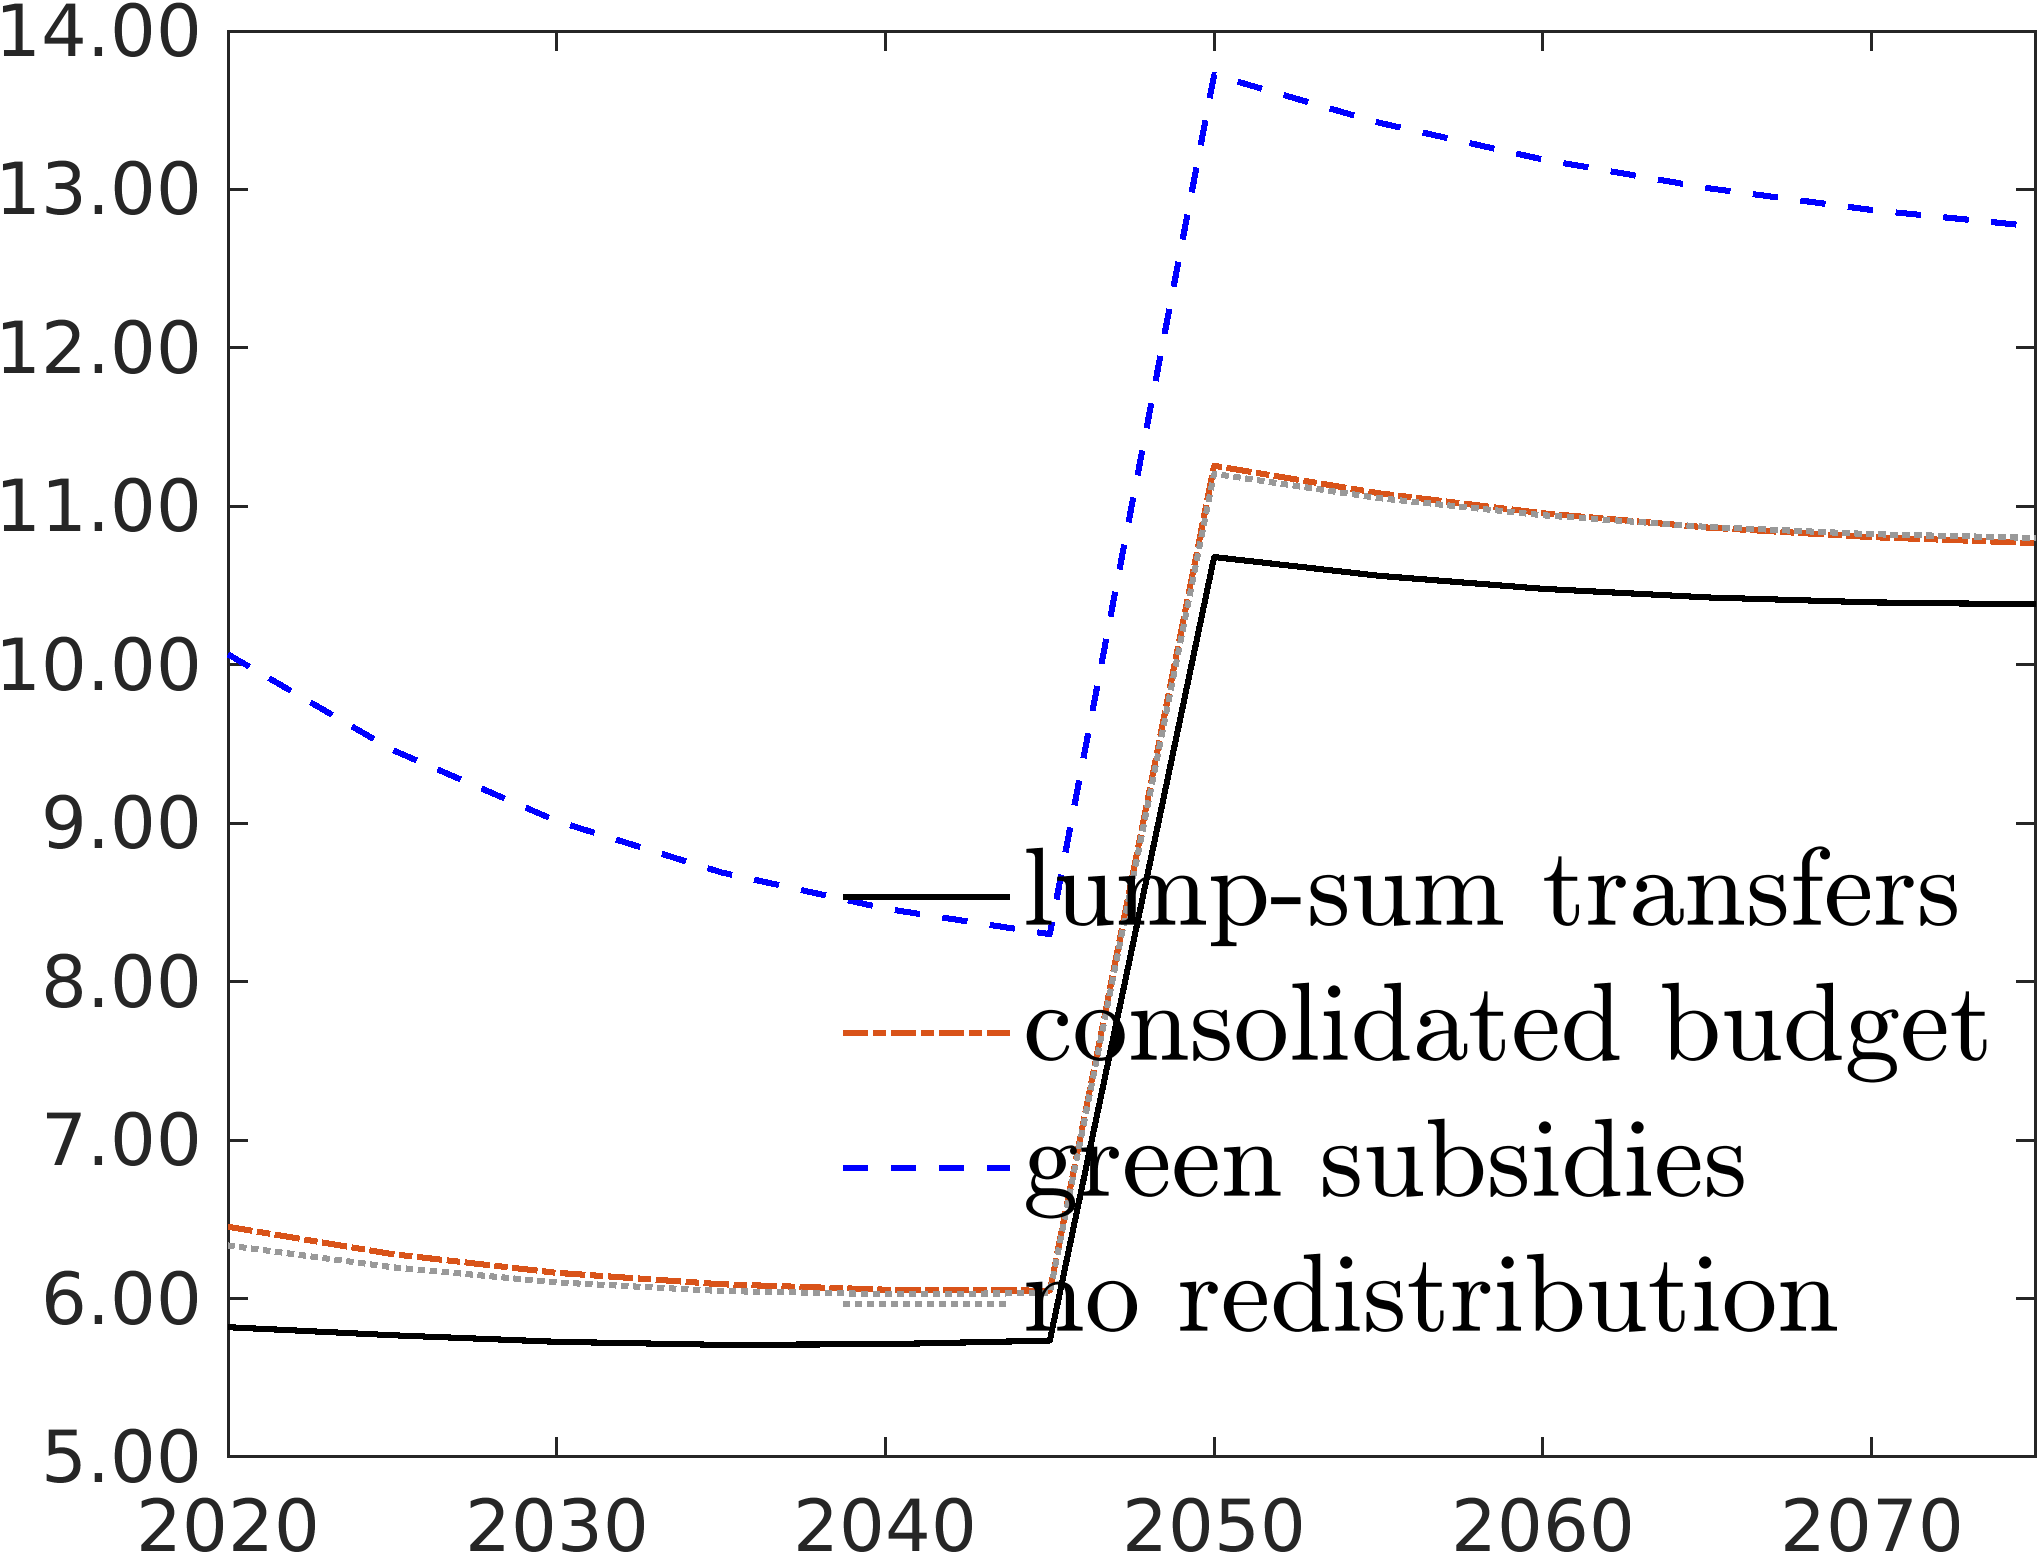 14.00
13.00
12.00
11.00
10.00
9.00
8.00
7.00
6.00
5.00
lump-sum transfers
consolidated budget
green subsidies
no redistribution
2020 2030 2040 2050 2060 2070